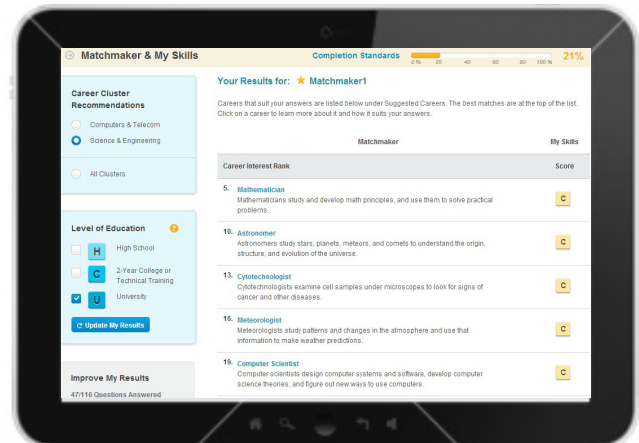 Matchmaker & My Skills
Completion Standards
0 % 20 40 60 80 100 %
21%
Career Cluster
Recommendations
Computers & Telecom
Science & Engineering
All Clusters
Level of Education ?
H High School
C 2-Year College or
Technical Training
U University
Update My Results
Improve My Results
47/116 Questions Answered
Your Results for: Matchmaker1
Careers that suit your answers are listed below under Suggested Careers. The best matches are at the top of the list.
Click on a career to learn more about it and how it suits your answers.
Matchmaker My Skills
Career Interest Rank Score
5. Mathematician
Mathematicians study and develop math principles, and use them to solve practical
problems.
C
10. Astronomer
Astronomers study stars, planets, meteors, and comets to understand the origin,
structure, and evolution of the universe.
C
13. Cytotechnologist
Cytotechnologists examine cell samples under microscopes to look for signs of
cancer and other diseases.
C
16. Meteorologist
Meteorologists study patterns and changes in the atmosphere and use that
information to make weather predictions.
C
19. Computer Scientist
Computer scientists design computer systems and software, develop computer
science theories, and figure out new ways to use computers.
C